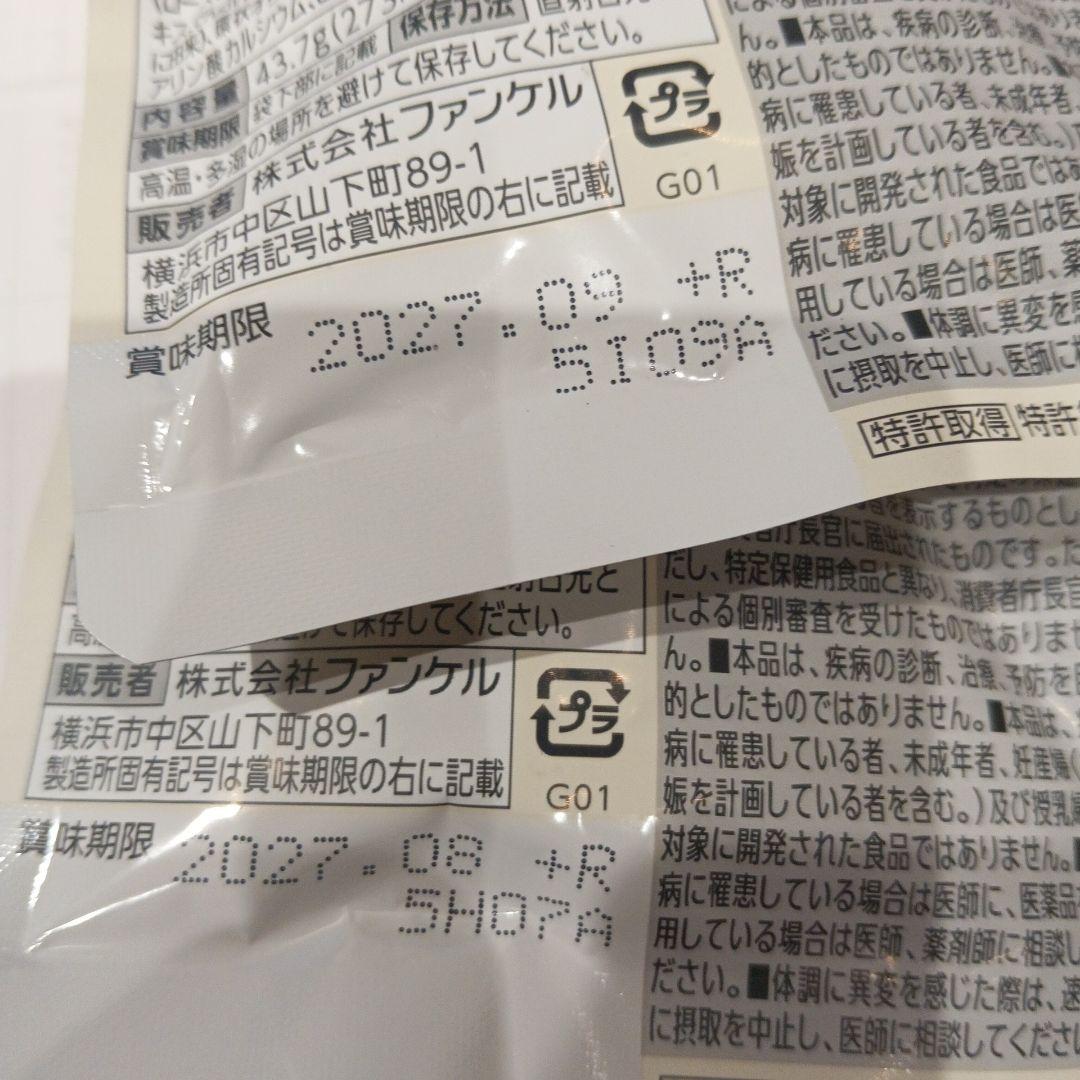 アリン酸カルシウム
内容量 43.7g(273
賞味期限 袋下部に記載 保存方法 直射日光
高温・多湿の場所を避けて保存してください。
販売者 株式会社ファンケル
横浜市中区山下町89-1
製造所固有記号は賞味期限の右に記載
プラ
G01
賞味期限 2027.09 +R
5I09A
ん。■本品は、疾病の診断、
的としたものではありません。
病に罹患している者、未成年者、
娠を計画している者を含む。)
対象に開発された食品では
病に罹患している場合は医
用している場合は医師、薬
ださい。■体調に異変を感
に摂取を中止し、医師に相
特許取得 特許
保存してください。
販売者 株式会社ファンケル
横浜市中区山下町89-1
製造所固有記号は賞味期限の右に記載
プラ
G01
賞味期限 2027.08 +R
5H07A
を表示するものとし
庁長官に届出されたものです。た
だし、特定保健用食品と異なり、消費者庁長官
による個別審査を受けたものではありませ
ん。■本品は、疾病の診断、治療、予防を目
的としたものではありません。■本品は、
病に罹患している者、未成年者、妊産婦(
娠を計画している者を含む。)及び授乳婦
対象に開発された食品ではありません。■
病に罹患している場合は医師に、医薬品
用している場合は医師、薬剤師に相談し
ださい。■体調に異変を感じた際は、速
に摂取を中止し、医師に相談してくださ